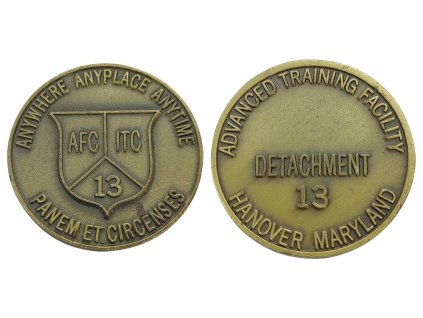 ANYWHERE ANYPLACE ANYTIME
AFC ITC
13
PANEM ET CIRCENSES
ADVANCED TRAINING FACILITY
DETACHMENT
13
HANOVER MARYLAND